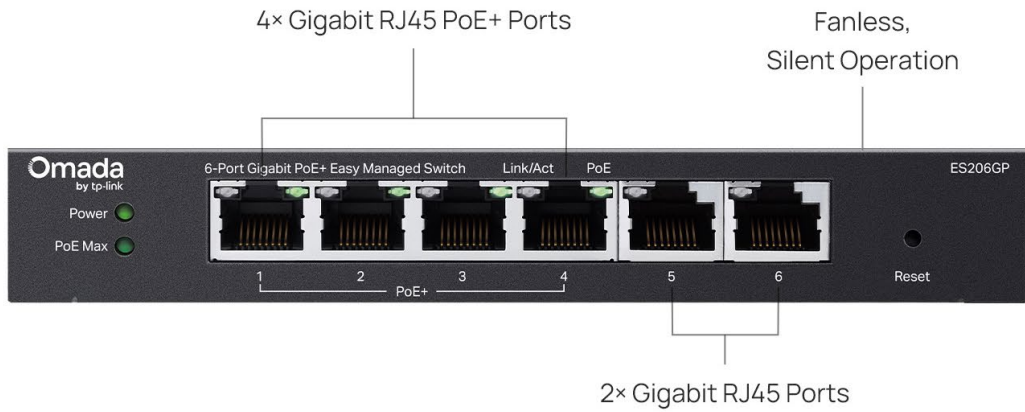 4× Gigabit RJ45 PoE+ Ports
Fanless,
Silent Operation
Omada
by tp-link
6-Port Gigabit PoE+ Easy Managed Switch
Link/Act
PoE
ES206GP
Power
PoE Max
1
2
3
4
5
6
PoE+
Reset
2× Gigabit RJ45 Ports